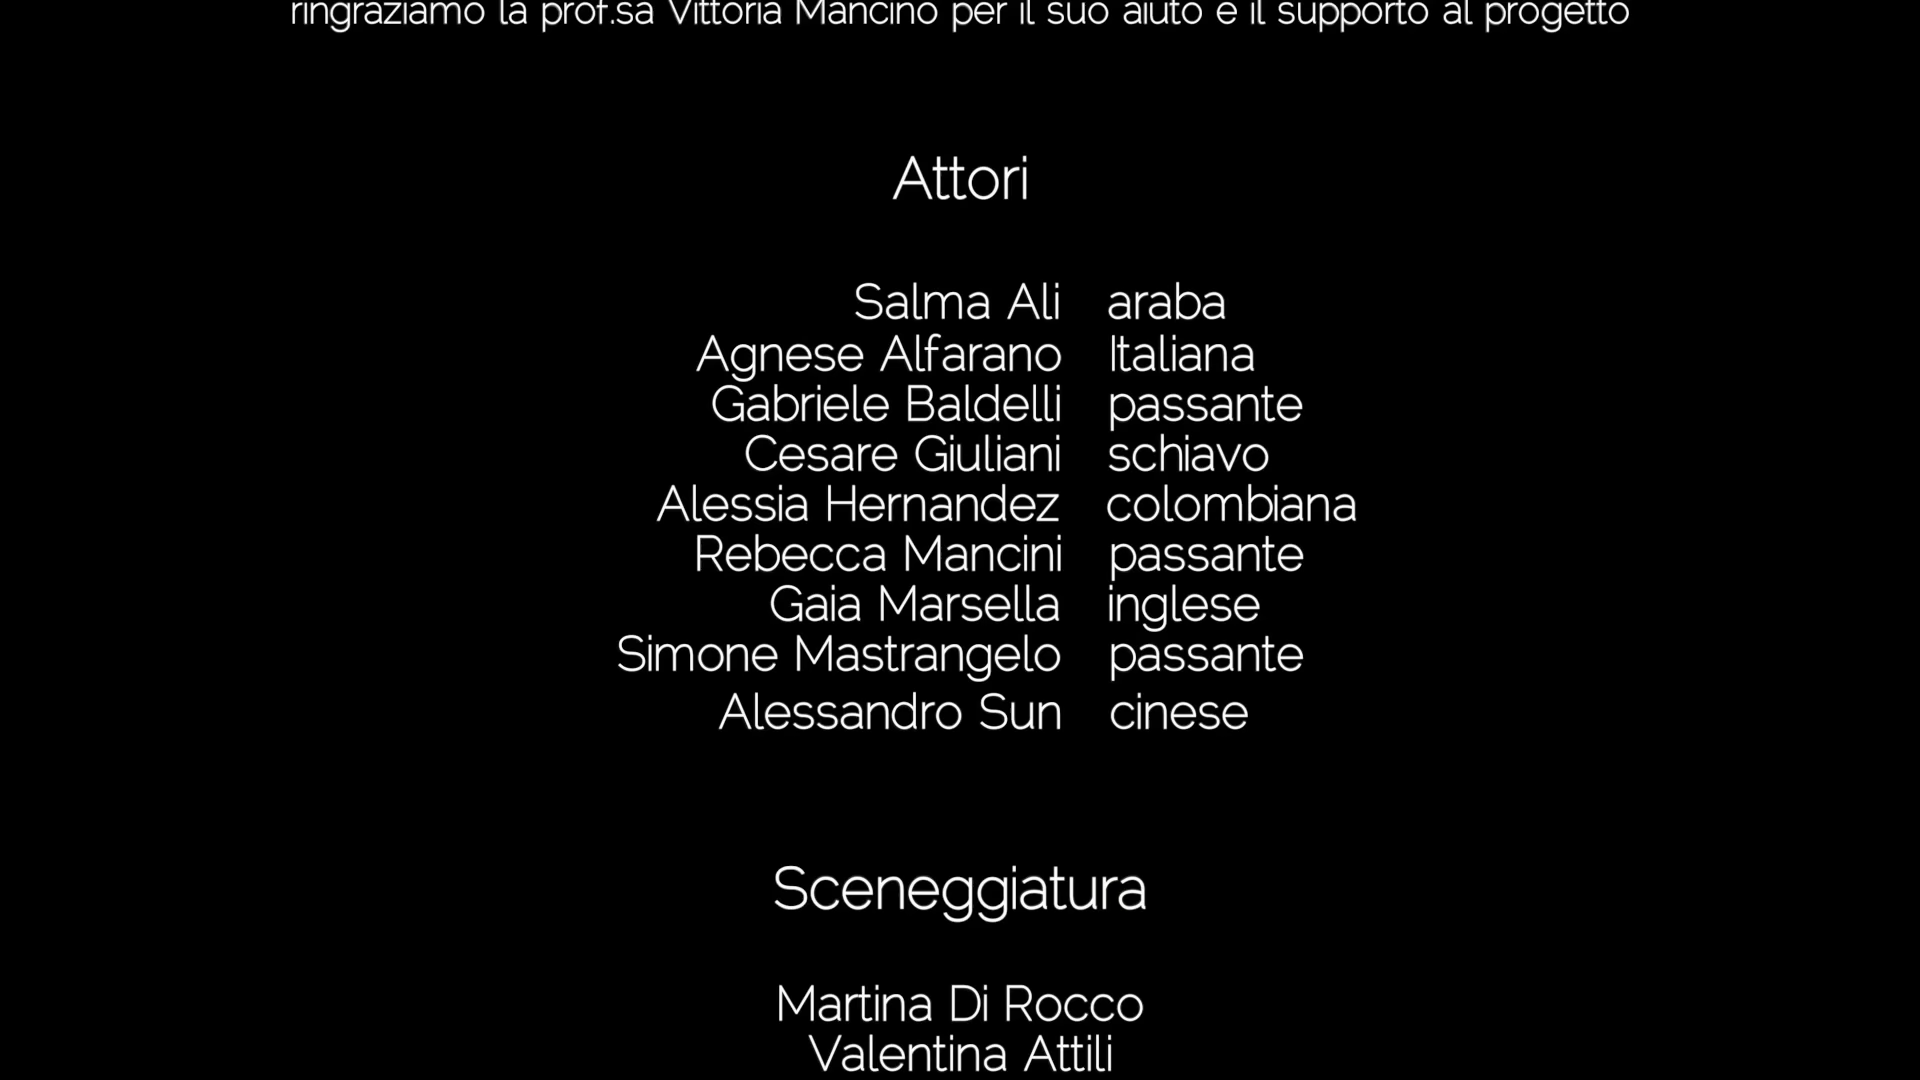 ringraziamo la prof.sa Vittoria Mancino per il suo aiuto e il supporto al progetto
Attori
Salma Ali araba
Agnese Alfarano Italiana
Gabriele Baldelli passante
Cesare Giuliani schiavo
Alessia Hernandez colombiana
Rebecca Mancini passante
Gaia Marsella inglese
Simone Mastrangelo passante
Alessandro Sun cinese
Sceneggiatura
Martina Di Rocco
Valentina Attili